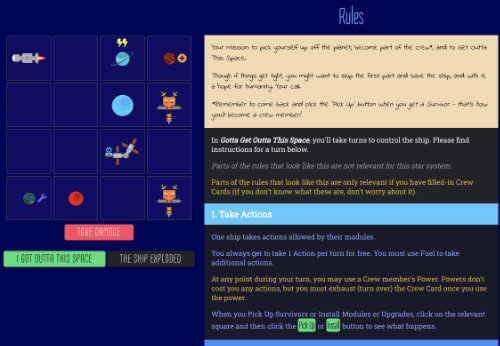 Rules
Your mission to pick yourself up off the planet, become part of the crew*, and to Get Outta
This Space.
Though if things get tight, you might want to skip the first part and save the ship, and with it,
a hope for humanity. Your call.
*Remember to come back and click the 'Pick Up' button when you get a Survivor - that's how
you'll become a crew member!
In Gotta Get Outta This Space, you'll take turns to control the ship. Please find
instructions for a turn below.
Parts of the rules that look like this are not relevant for this star system.
Parts of the rules that look like this are only relevant if you have filled-in Crew
Cards (if you don't know what these are, don't worry about it).
1. Take Actions
One ship takes actions allowed by their modules.
You always get to take 1 Action per turn for free. You must use Fuel to take
additional actions.
At any point during your turn, you may use a Crew member's Power. Powers don't
cost you any actions, but you must exhaust (turn over) the Crew Card once you use
the power.
When you Pick Up Survivors or Install Modules or Upgrades, click on the relevant
square and then click the Pick Up or Install button to see what happens.
TAKE DAMAGE
I GOT OUTTA THIS SPACE
THE SHIP EXPLODED